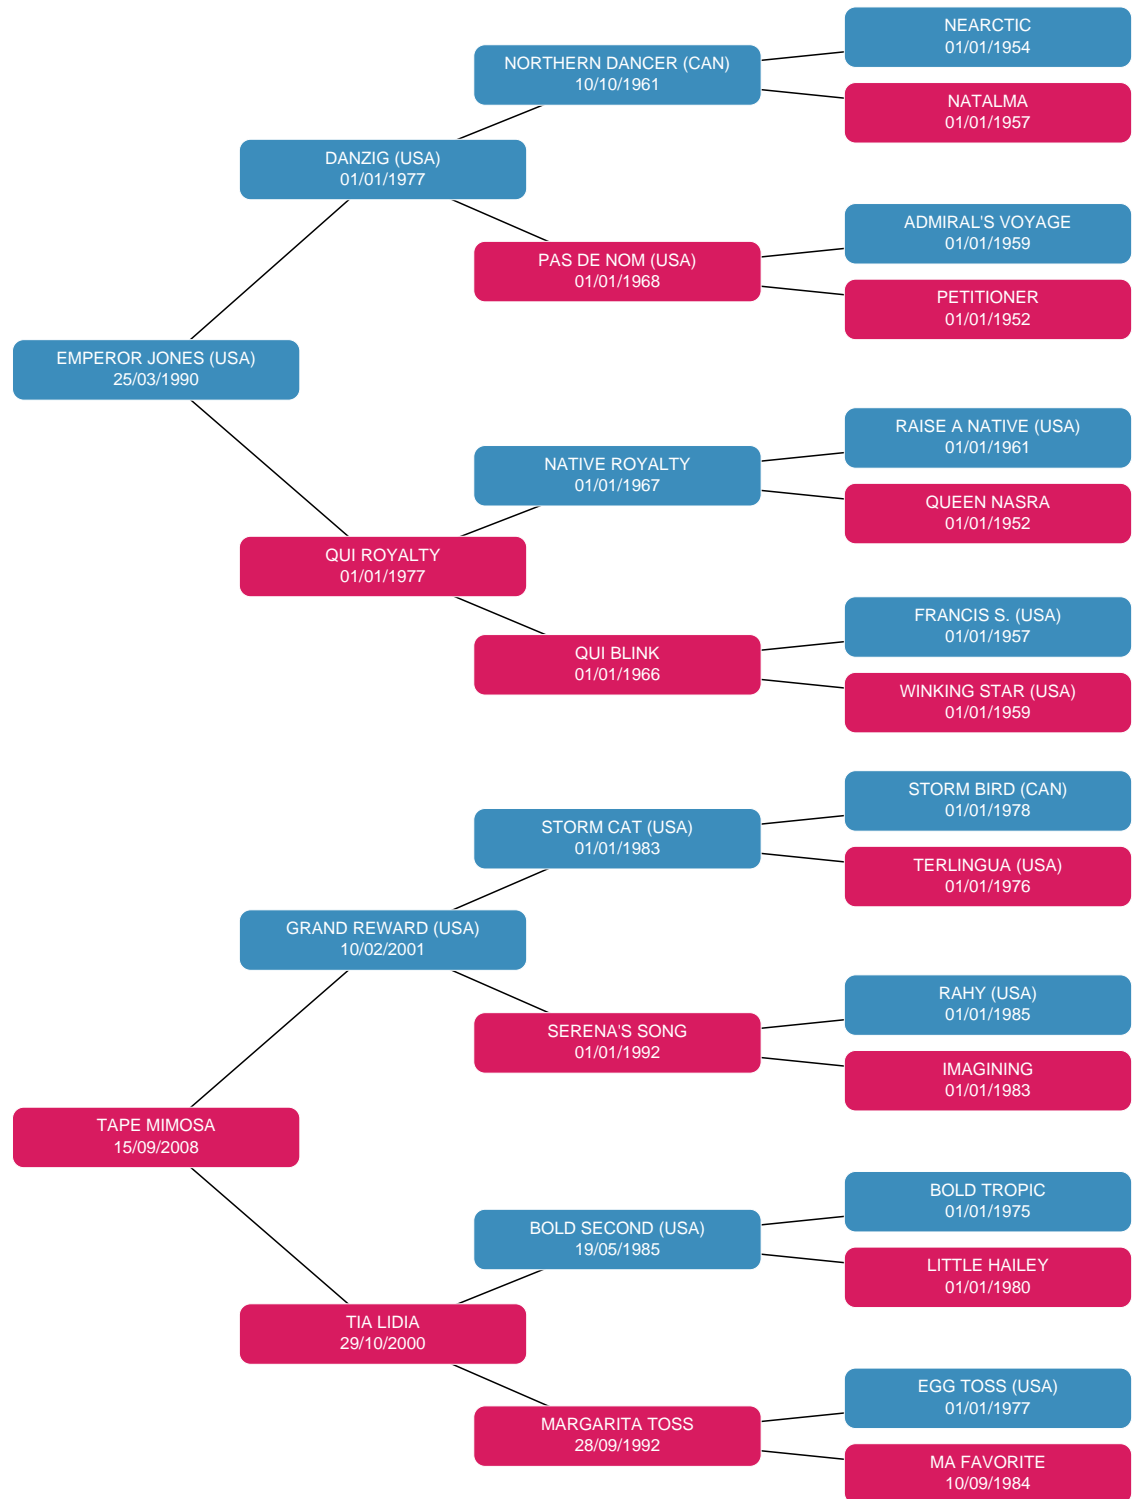 NEARCTIC
01/01/1954
NORTHERN DANCER (CAN)
10/10/1961
NATALMA
01/01/1957
DANZIG (USA)
01/01/1977
ADMIRAL'S VOYAGE
01/01/1959
PAS DE NOM (USA)
01/01/1968
PETITIONER
01/01/1952
EMPEROR JONES (USA)
25/03/1990
RAISE A NATIVE (USA)
01/01/1961
NATIVE ROYALTY
01/01/1967
QUEEN NASRA
01/01/1952
QUI ROYALTY
01/01/1977
FRANCIS S. (USA)
01/01/1957
QUI BLINK
01/01/1966
WINKING STAR (USA)
01/01/1959
STORM BIRD (CAN)
01/01/1978
STORM CAT (USA)
01/01/1983
TERLINGUA (USA)
01/01/1976
GRAND REWARD (USA)
10/02/2001
RAHY (USA)
01/01/1985
SERENA'S SONG
01/01/1992
IMAGINING
01/01/1983
TAPE MIMOSA
15/09/2008
BOLD TROPIC
01/01/1975
BOLD SECOND (USA)
19/05/1985
LITTLE HAILEY
01/01/1980
TIA LIDIA
29/10/2000
EGG TOSS (USA)
01/01/1977
MARGARITA TOSS
28/09/1992
MA FAVORITE
10/09/1984